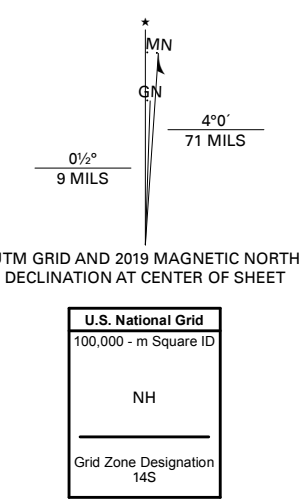 ★
MN
GN
4°0´
71 MILS
0½°
9 MILS
UTM GRID AND 2019 MAGNETIC NORTH
DECLINATION AT CENTER OF SHEET
U.S. National Grid
100,000 - m Square ID
NH
Grid Zone Designation
14S